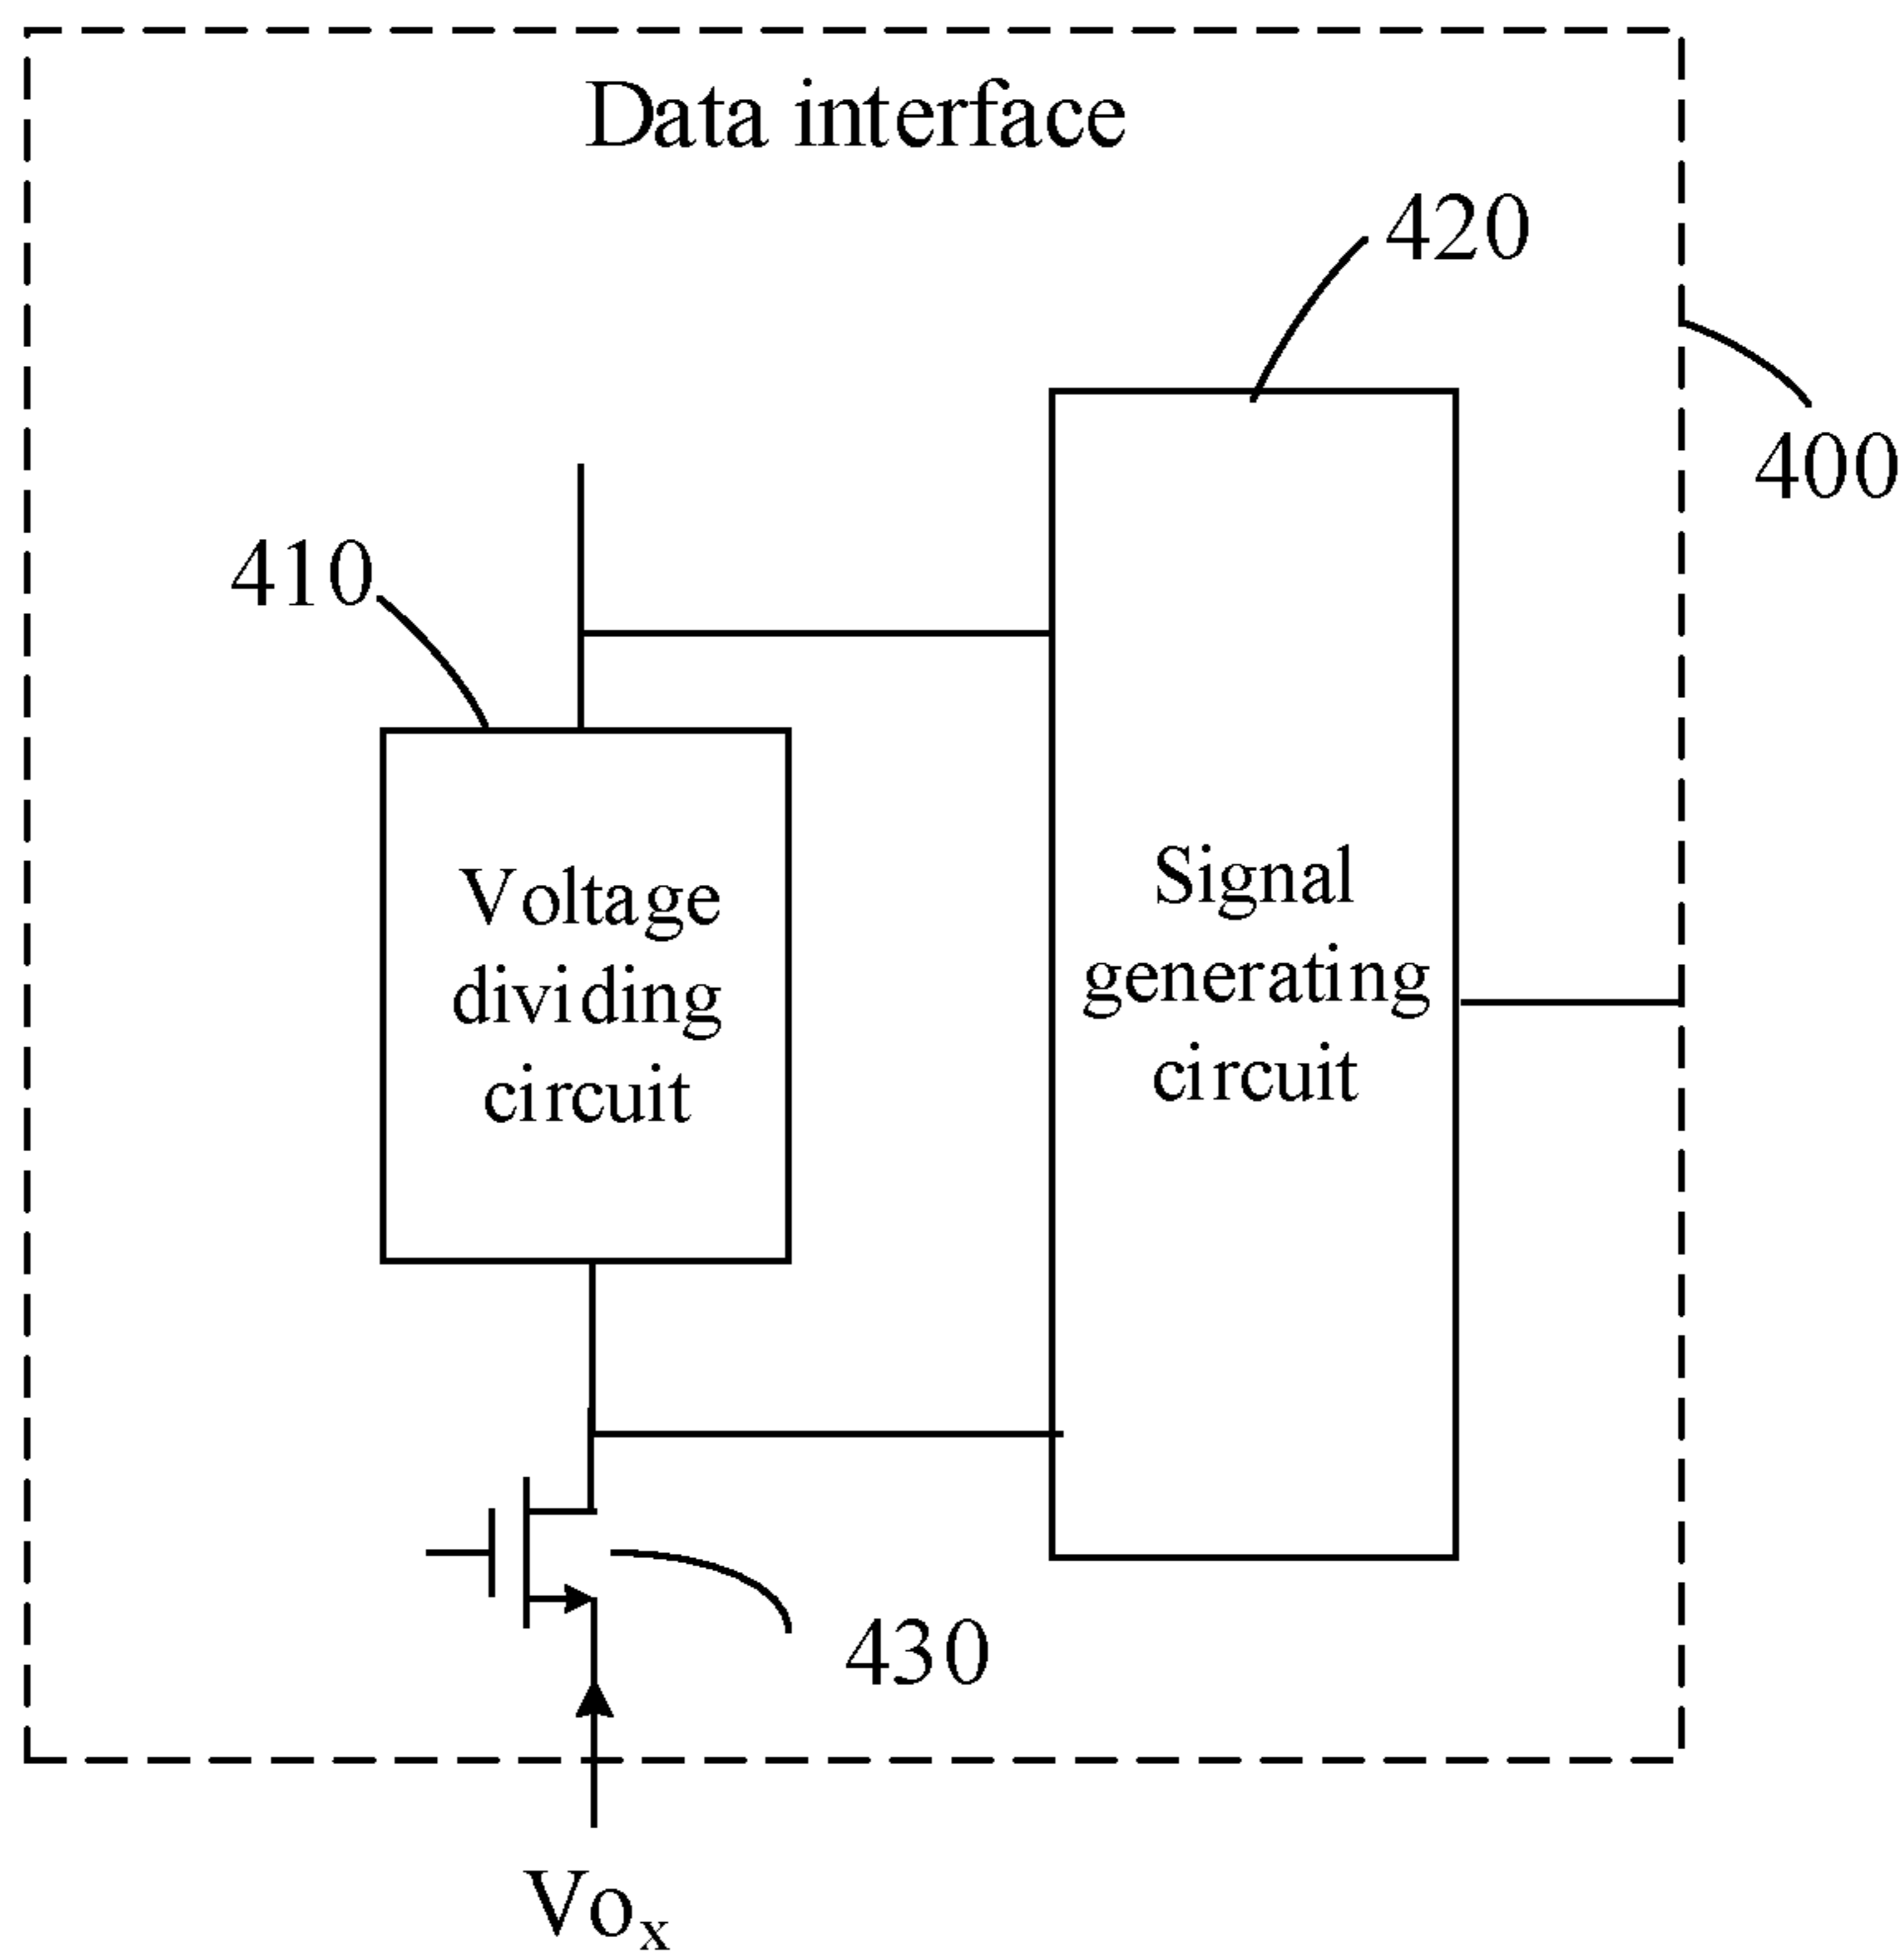 Data interface
420
400
410
Voltage
dividing
circuit
Signal
generating
circuit
430
Vox